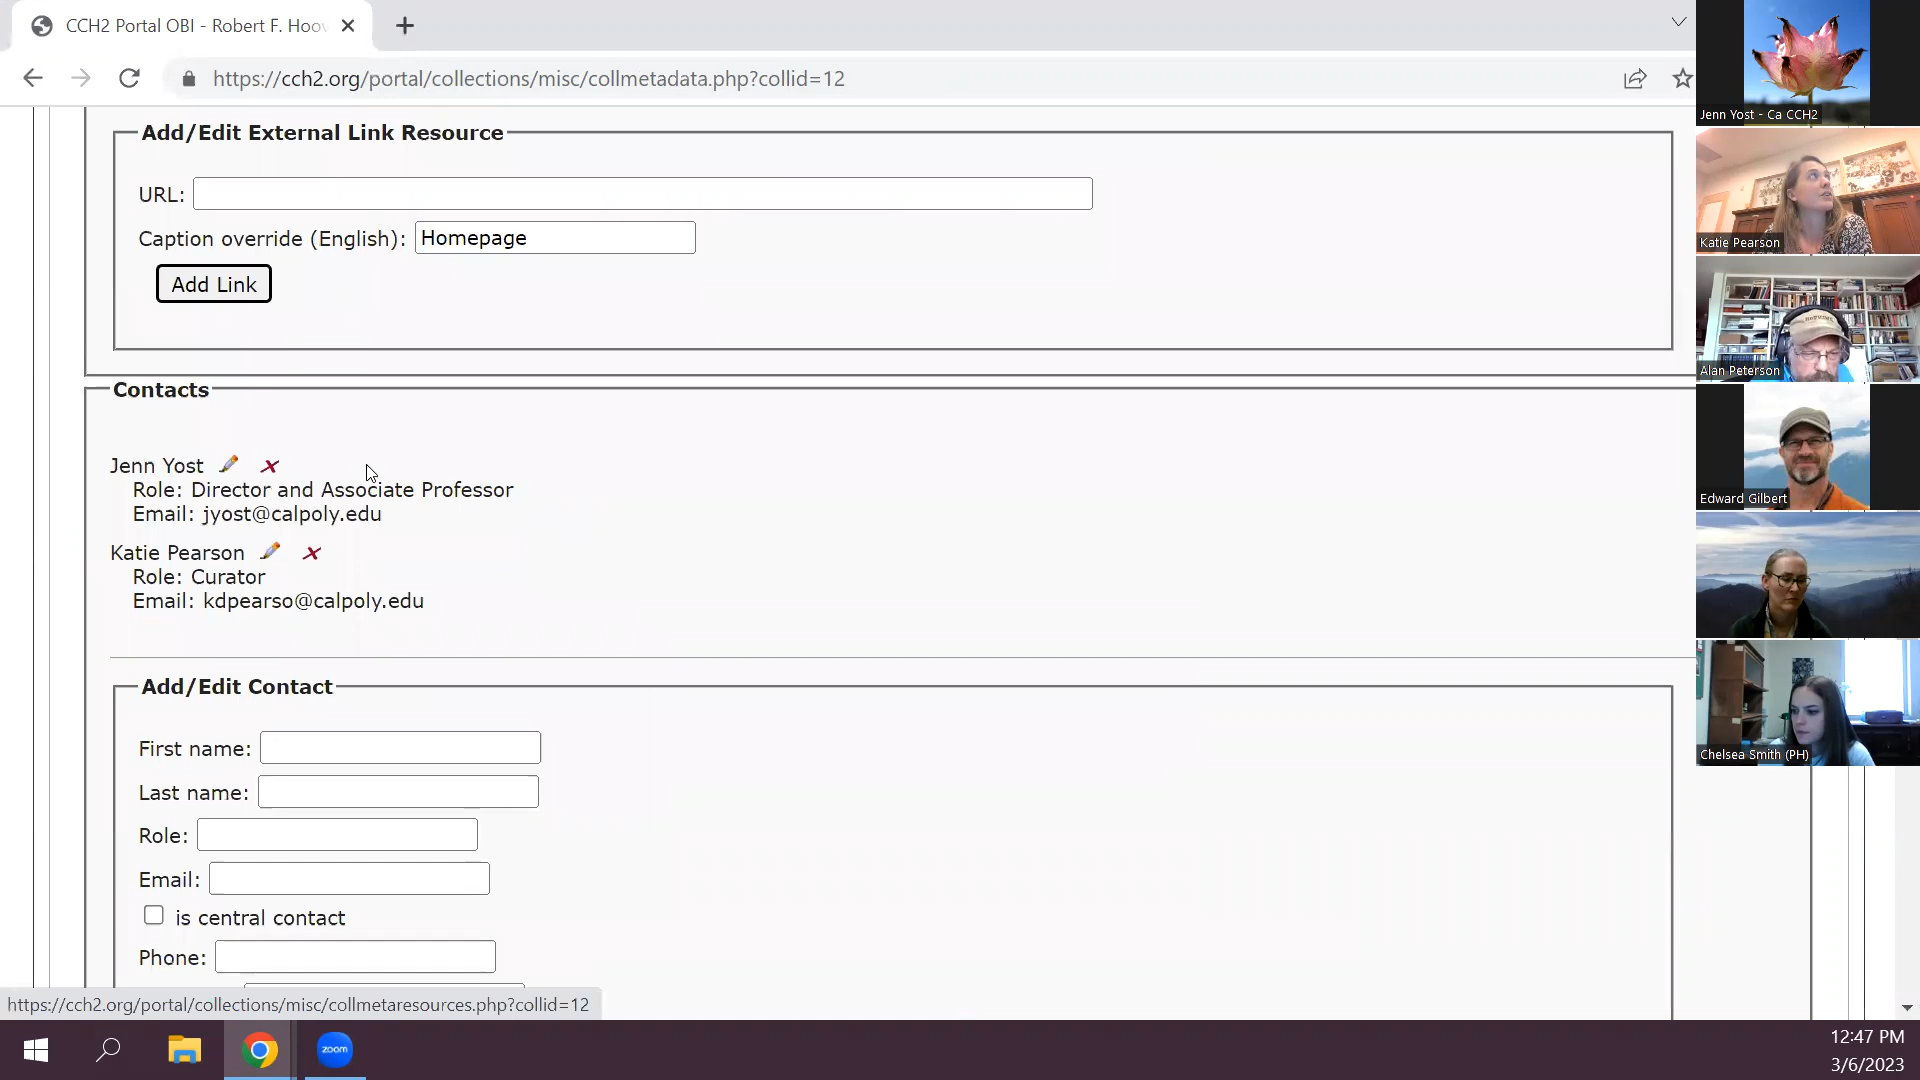 CCH2 Portal OBI - Robert F. Hoov
https://cch2.org/portal/collections/misc/collmetadata.php?collid=12
Add/Edit External Link Resource
URL:
Caption override (English): Homepage
Add Link
Contacts
Jenn Yost
Role: Director and Associate Professor
Email: jyost@calpoly.edu
Katie Pearson
Role: Curator
Email: kdpearso@calpoly.edu
Add/Edit Contact
First name:
Last name:
Role:
Email:
is central contact
Phone:
https://cch2.org/portal/collections/misc/collmetaresources.php?collid=12
Jenn Yost - Ca CCH2
Katie Pearson
Alan Peterson
Edward Gilbert
Chelsea Smith (PH)
zoom
12:47 PM
3/6/2023